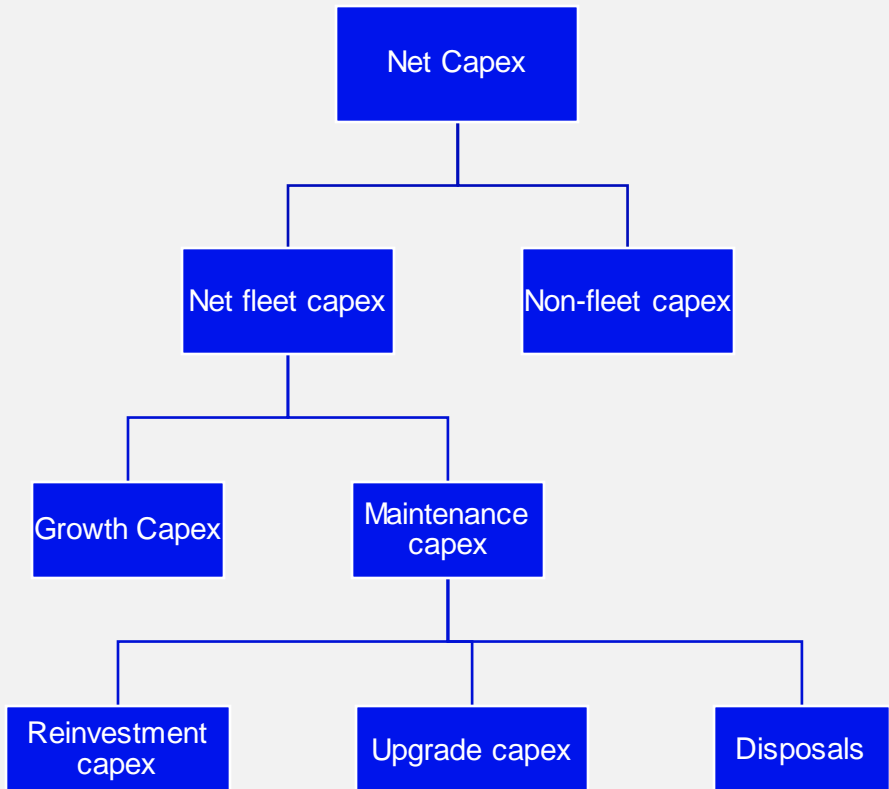 Net Capex
Net fleet capex
Non-fleet capex
Growth Capex
Maintenance
capex
Reinvestment
capex
Upgrade capex
Disposals